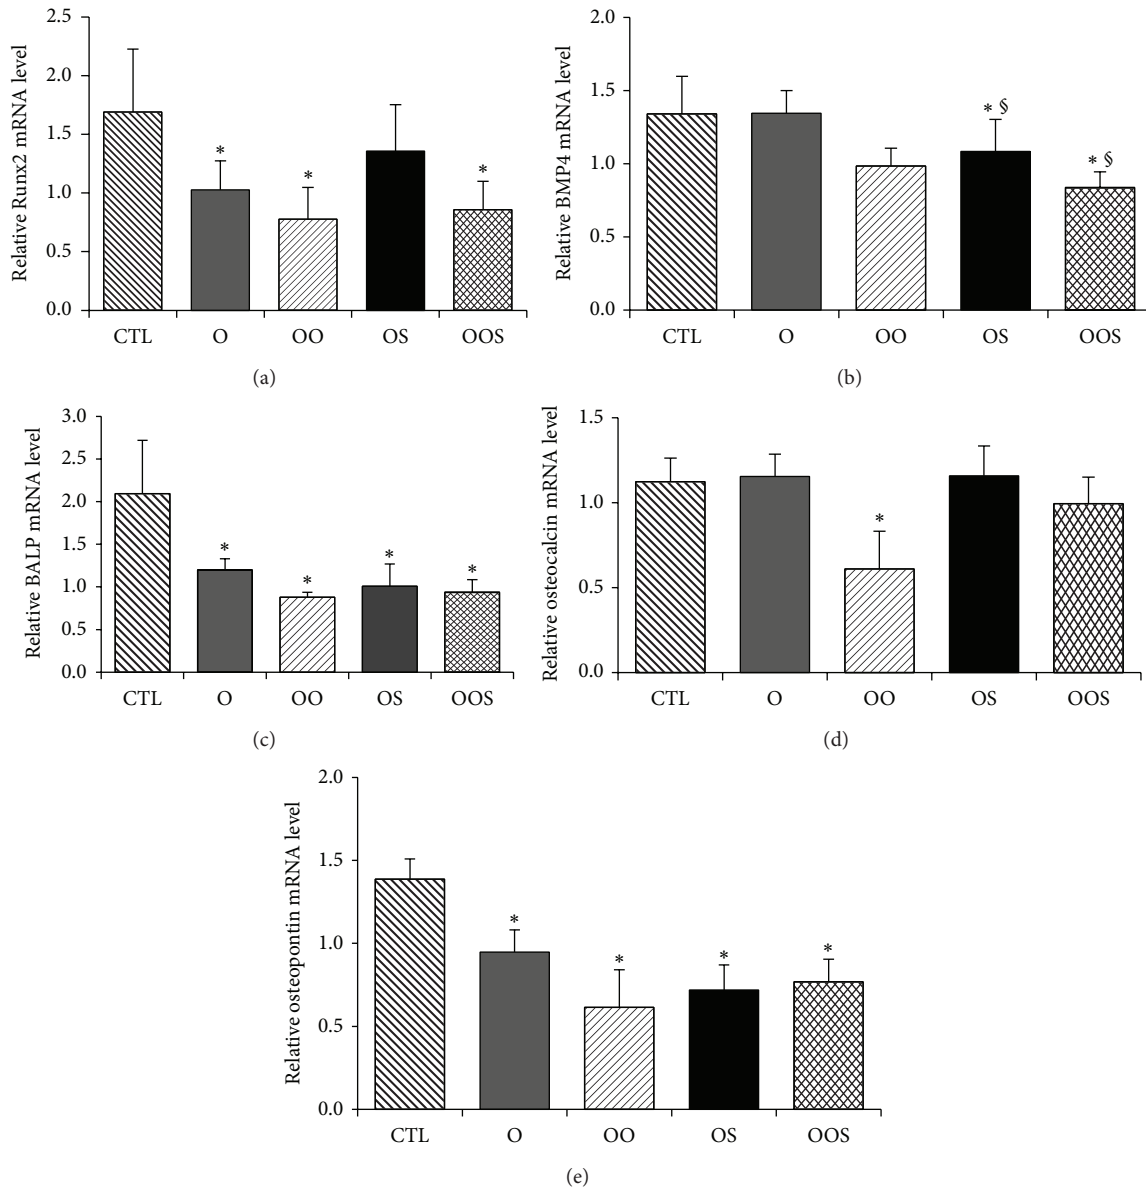 Relative Runx2 mRNA level
2.5
2.0
1.5
1.0
0.5
0.0
* * *
CTL O OO OS OOS
(a)
Relative BMP4 mRNA level
2.0
1.5
1.0
0.5
0.0
* § * §
CTL O OO OS OOS
(b)
Relative BALP mRNA level
3.0
2.5
2.0
1.5
1.0
0.5
0.0
* * * *
CTL O OO OS OOS
(c)
Relative osteocalcin mRNA level
1.5
1.0
0.5
0.0
*
CTL O OO OS OOS
(d)
Relative osteopontin mRNA level
2.0
1.5
1.0
0.5
0.0
* * * *
CTL O OO OS OOS
(e)